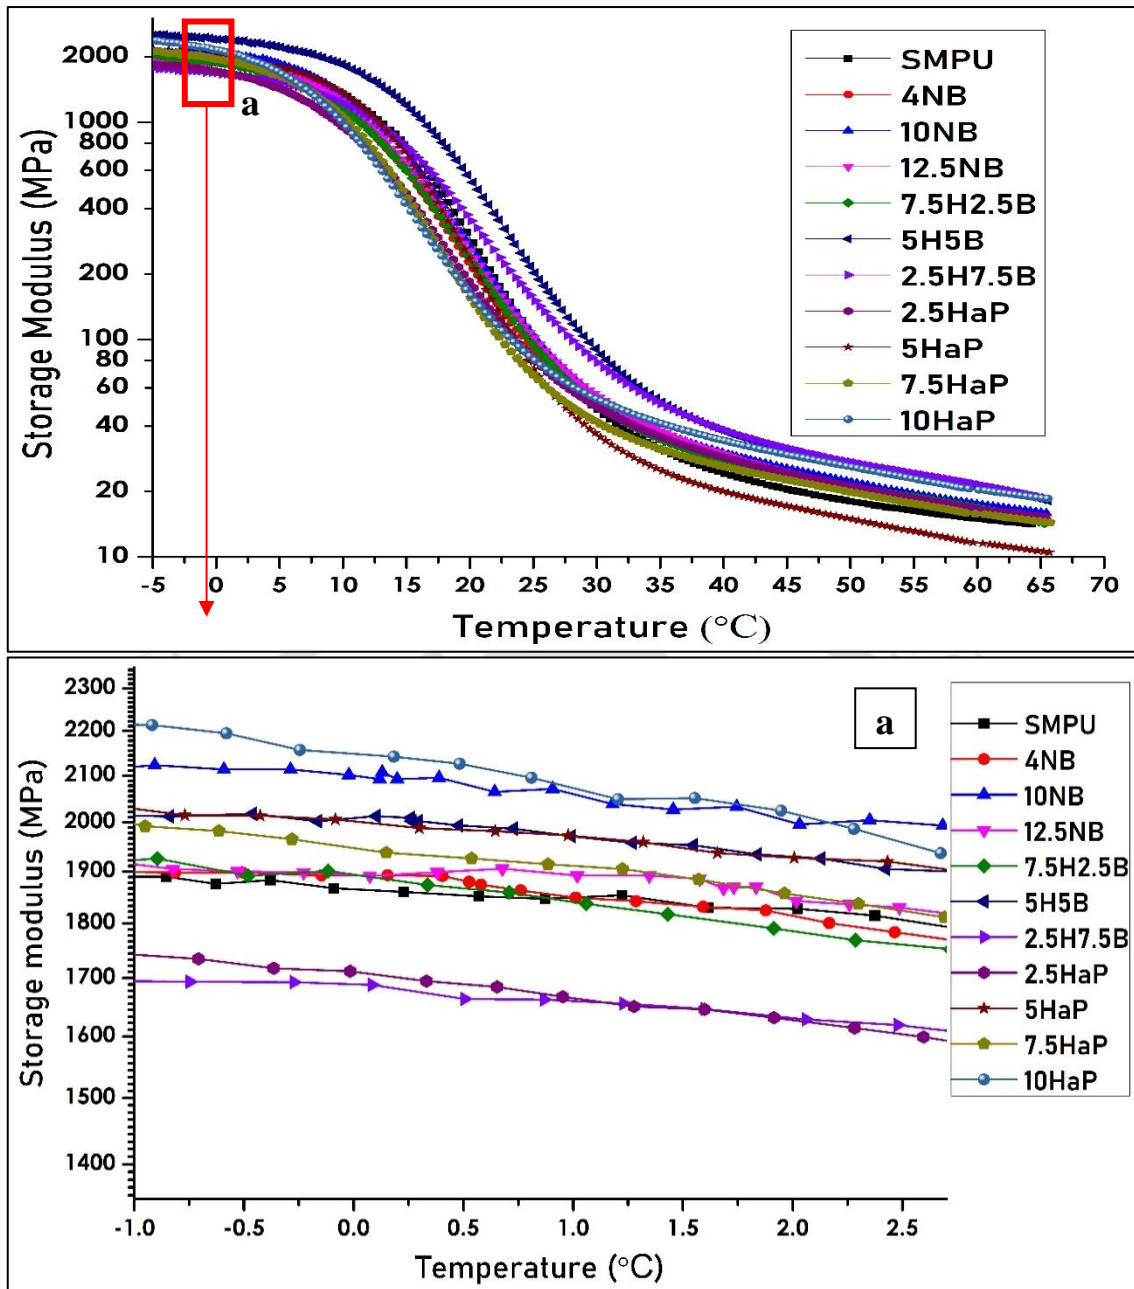 2000
1000
800
600
400
200
100
80
60
40
20
10
Storage Modulus (MPa)
a
SMPU
4NB
10NB
12.5NB
7.5H2.5B
5H5B
2.5H7.5B
2.5HaP
5HaP
7.5HaP
10HaP
-5 0 5 10 15 20 25 30 35 40 45 50 55 60 65 70
Temperature (°C)
2300
2200
2100
2000
1900
1800
1700
1600
1500
1400
Storage modulus (MPa)
a
SMPU
4NB
10NB
12.5NB
7.5H2.5B
5H5B
2.5H7.5B
2.5HaP
5HaP
7.5HaP
10HaP
-1.0 -0.5 0.0 0.5 1.0 1.5 2.0 2.5
Temperature (°C)